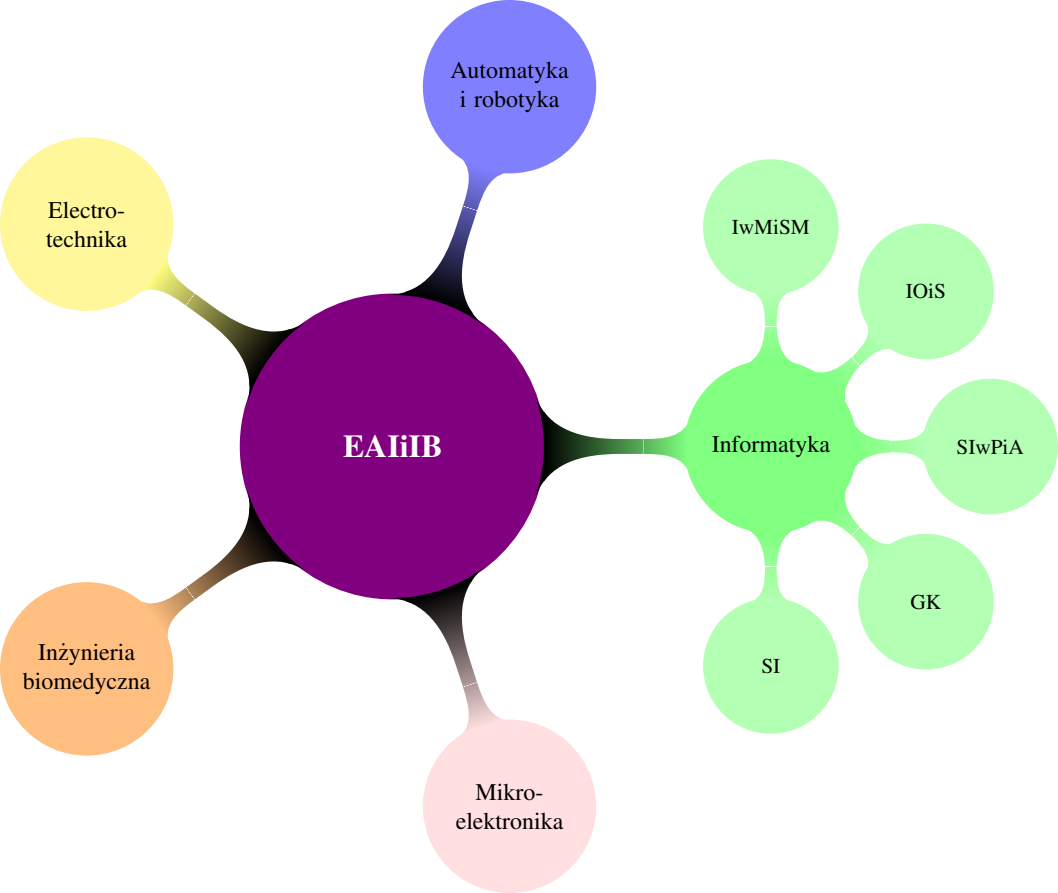 Automatyka
i robotyka
Electro-
technika
IwMiSM
IOiS
EAIiIB
Informatyka
SIwPiA
GK
SI
Inżynieria
biomedyczna
Mikro-
elektronika